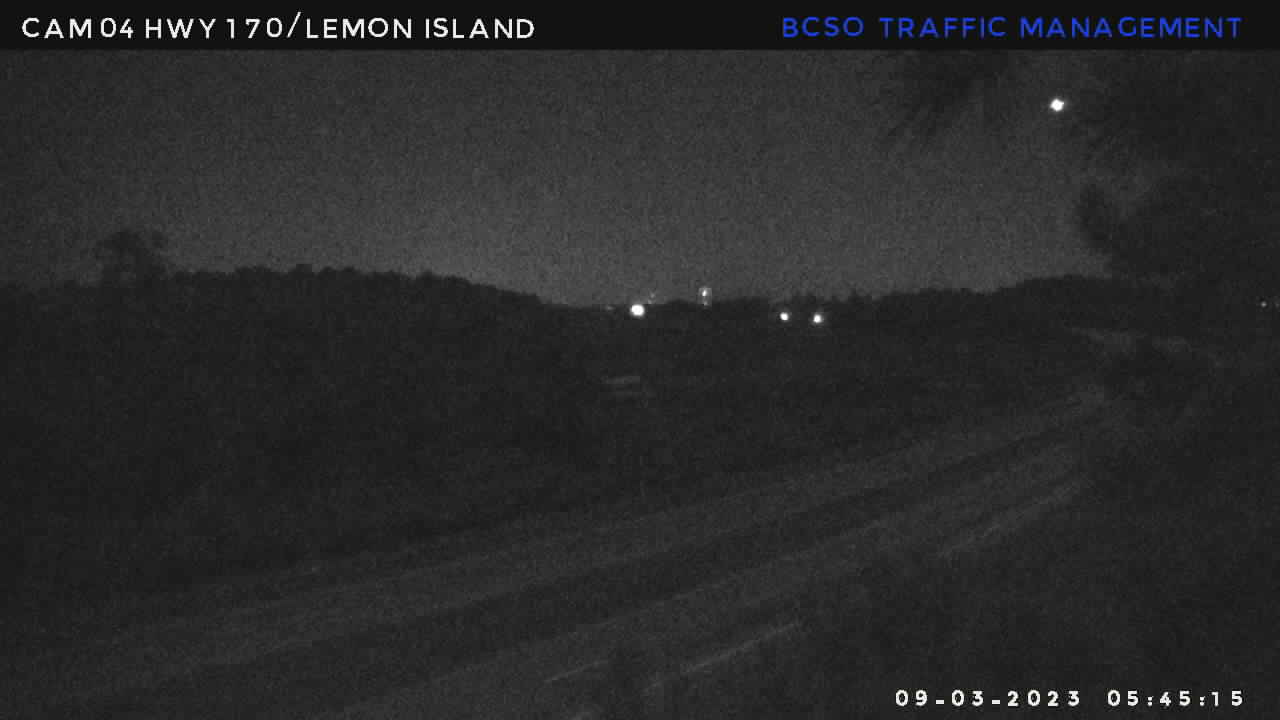 CAM04 HWY 170/LEMON ISLAND
BCSO TRAFFIC MANAGEMENT
09-03-2023 05:45:15